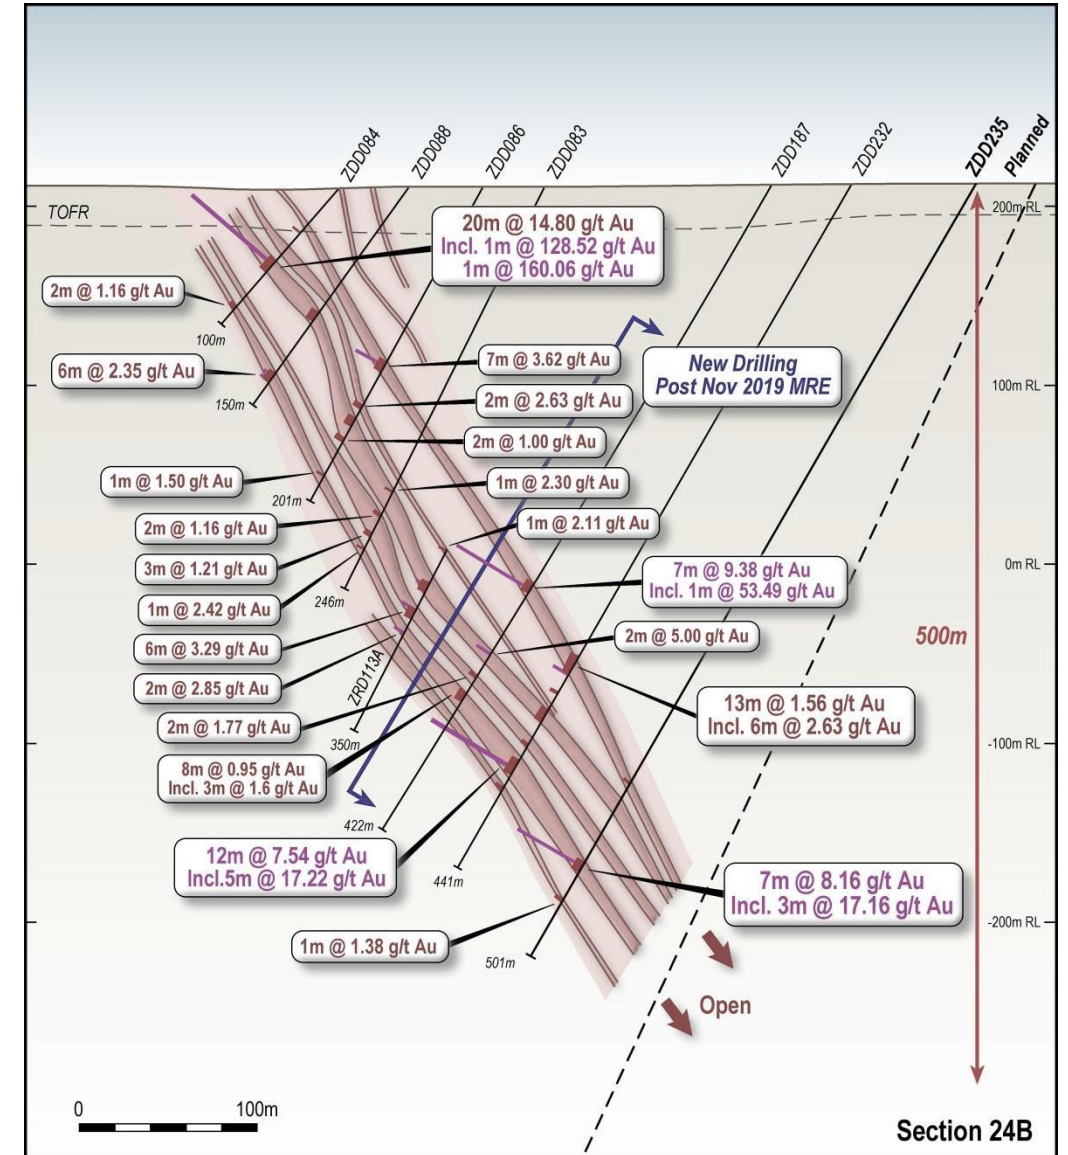 ZDD084
ZDD088
ZDD086
ZDD083
ZDD187
ZDD232
ZDD235
Planned
TOFR
200m RL
20m @ 14.80 g/t Au
Incl. 1m @ 128.52 g/t Au
1m @ 160.06 g/t Au
2m @ 1.16 g/t Au
100m
6m @ 2.35 g/t Au
150m
7m @ 3.62 g/t Au
New Drilling
Post Nov 2019 MRE
100m RL
2m @ 2.63 g/t Au
2m @ 1.00 g/t Au
1m @ 1.50 g/t Au
201m
1m @ 2.30 g/t Au
2m @ 1.16 g/t Au
1m @ 2.11 g/t Au
3m @ 1.21 g/t Au
0m RL
7m @ 9.38 g/t Au
Incl. 1m @ 53.49 g/t Au
246m
1m @ 2.42 g/t Au
2m @ 5.00 g/t Au
500m
6m @ 3.29 g/t Au
ZRD113A
2m @ 2.85 g/t Au
13m @ 1.56 g/t Au
Incl. 6m @ 2.63 g/t Au
2m @ 1.77 g/t Au
350m
-100m RL
8m @ 0.95 g/t Au
Incl. 3m @ 1.6 g/t Au
422m
12m @ 7.54 g/t Au
Incl.5m @ 17.22 g/t Au
441m
7m @ 8.16 g/t Au
Incl. 3m @ 17.16 g/t Au
-200m RL
1m @ 1.38 g/t Au
501m
Open
0
100m
Section 24B